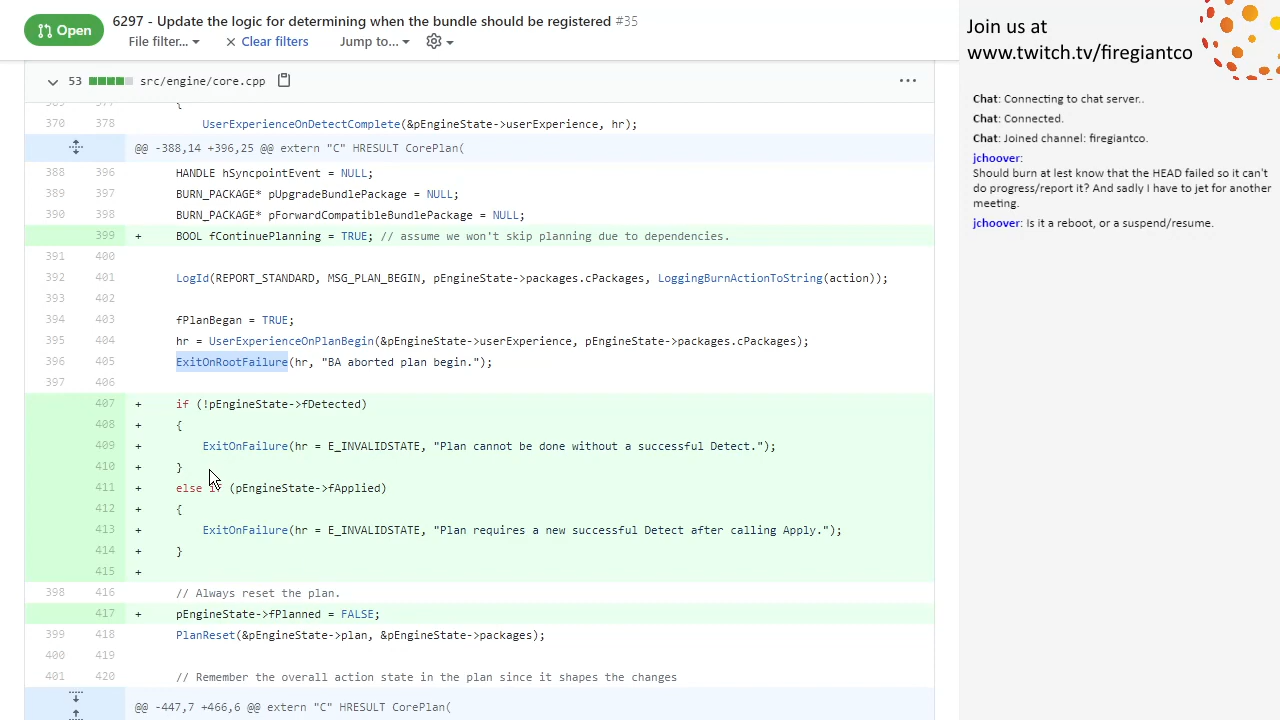 Open
6297 - Update the logic for determining when the bundle should be registered #35
File filter... Clear filters Jump to...
53 src/engine/core.cpp
369 377 {
370 378 UserExperienceOnDetectComplete(&pEngineState->userExperience, hr);
@@ -388,14 +396,25 @@ extern "C" HRESULT CorePlan(
388 396 HANDLE hSyncpointEvent = NULL;
389 397 BURN_PACKAGE* pUpgradeBundlePackage = NULL;
390 398 BURN_PACKAGE* pForwardCompatibleBundlePackage = NULL;
399 + BOOL fContinuePlanning = TRUE; // assume we won't skip planning due to dependencies.
391 400
392 401 LogId(REPORT_STANDARD, MSG_PLAN_BEGIN, pEngineState->packages.cPackages, LoggingBurnActionToString(action));
393 402
394 403 fPlanBegan = TRUE;
395 404 hr = UserExperienceOnPlanBegin(&pEngineState->userExperience, pEngineState->packages.cPackages);
396 405 ExitOnRootFailure(hr, "BA aborted plan begin.");
397 406
407 + if (!pEngineState->fDetected)
408 + {
409 + ExitOnFailure(hr = E_INVALIDSTATE, "Plan cannot be done without a successful Detect.");
410 + }
411 + else if (pEngineState->fApplied)
412 + {
413 + ExitOnFailure(hr = E_INVALIDSTATE, "Plan requires a new successful Detect after calling Apply.");
414 + }
415 +
398 416 // Always reset the plan.
417 + pEngineState->fPlanned = FALSE;
399 418 PlanReset(&pEngineState->plan, &pEngineState->packages);
400 419
401 420 // Remember the overall action state in the plan since it shapes the changes
@@ -447,7 +466,6 @@ extern "C" HRESULT CorePlan(
Join us at
www.twitch.tv/firegiantco
Chat: Connecting to chat server..
Chat: Connected.
Chat: Joined channel: firegiantco.
jchoover:
Should burn at lest know that the HEAD failed so it can't
do progress/report it? And sadly I have to jet for another
meeting.
jchoover: Is it a reboot, or a suspend/resume.